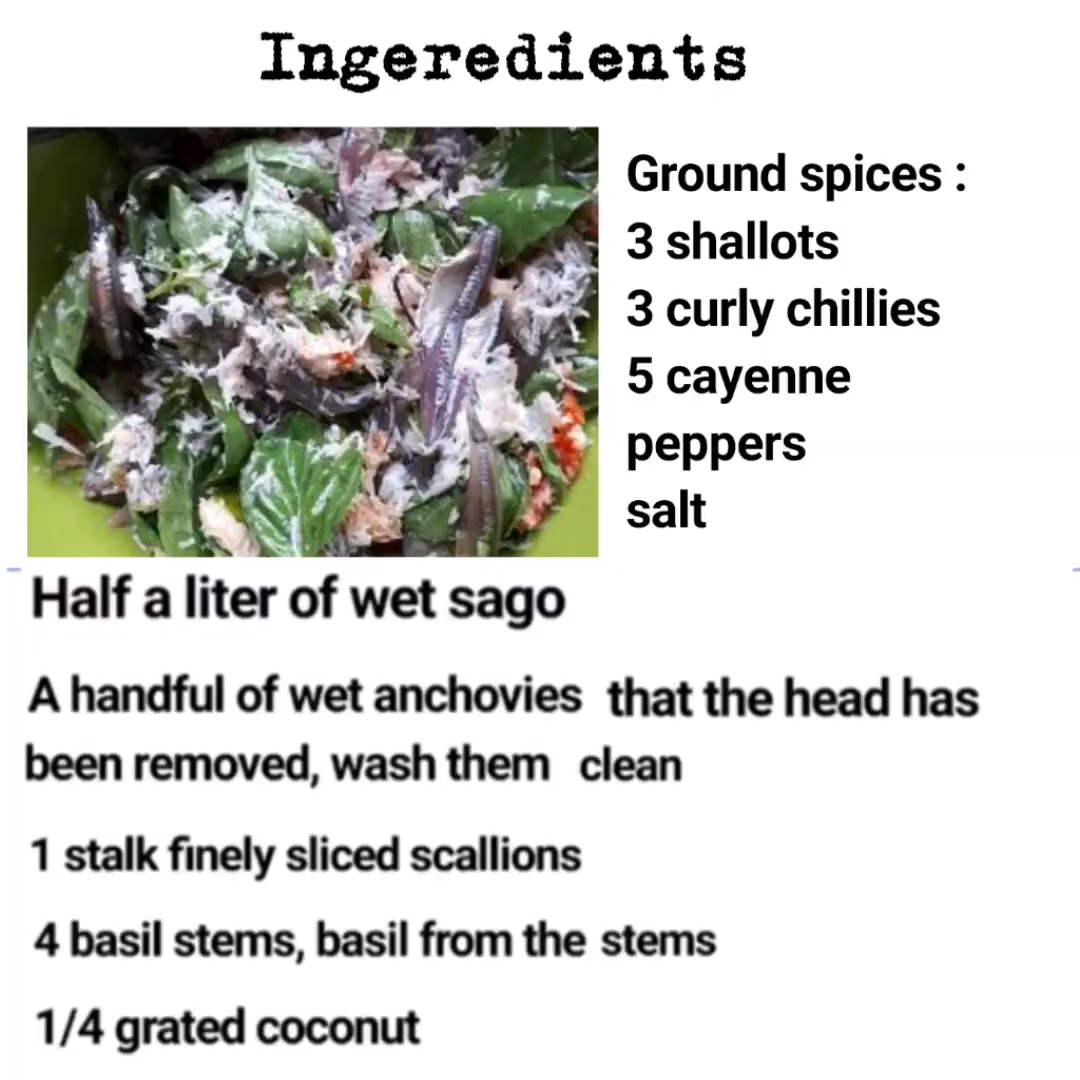 Ingeredients
Ground spices :
3 shallots
3 curly chillies
5 cayenne
peppers
salt
Half a liter of wet sago
A handful of wet anchovies that the head has
been removed, wash them clean
1 stalk finely sliced scallions
4 basil stems, basil from the stems
1/4 grated coconut